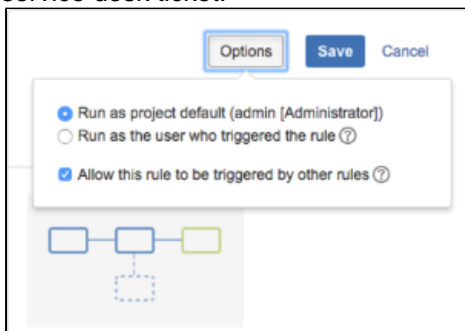 service desk ticket.
Options Save Cancel
Run as project default (admin [Administrator])
Run as the user who triggered the rule ?
Allow this rule to be triggered by other rules ?